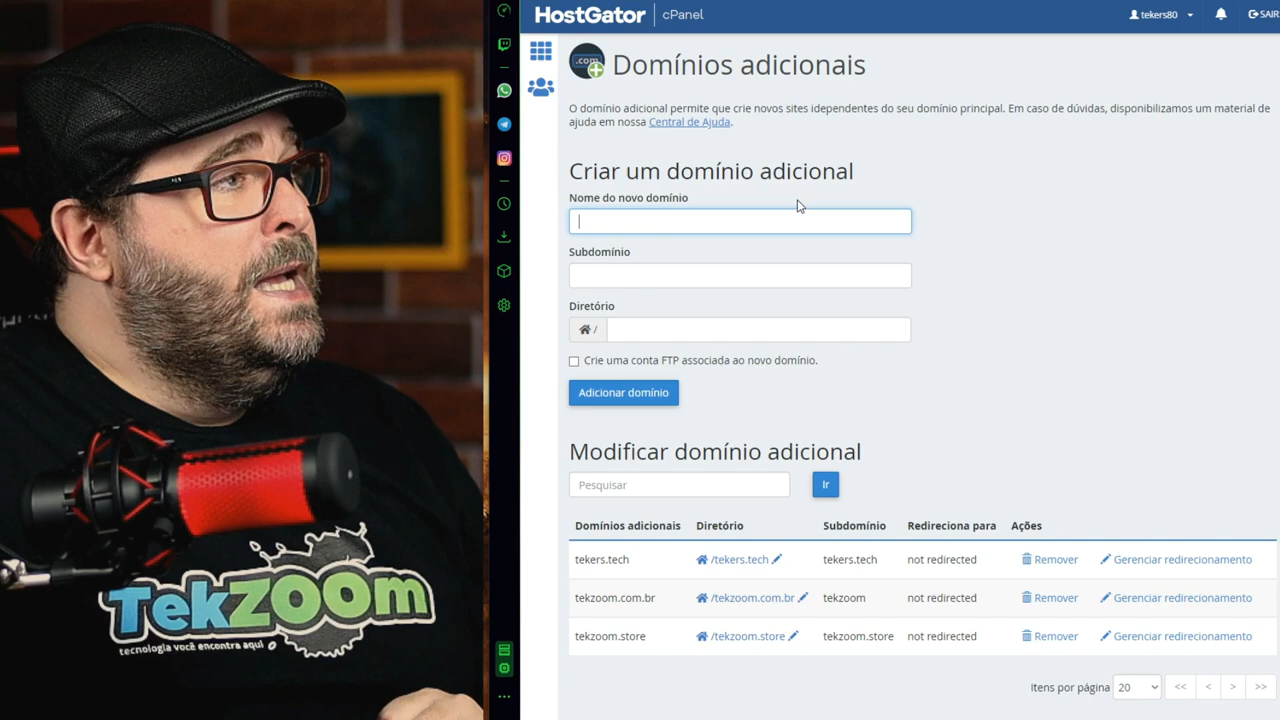 HostGator cPanel
tekers80
SAIR
.com
Domínios adicionais
O domínio adicional permite que crie novos sites idependentes do seu domínio principal. Em caso de dúvidas, disponibilizamos um material de
ajuda em nossa Central de Ajuda.
Criar um domínio adicional
Nome do novo domínio
Subdomínio
Diretório
/
Crie uma conta FTP associada ao novo domínio.
Adicionar domínio
Modificar domínio adicional
Pesquisar
Ir
Domínios adicionais Diretório Subdomínio Redireciona para Ações
tekers.tech /tekers.tech tekers.tech not redirected Remover Gerenciar redirecionamento
tekzoom.com.br /tekzoom.com.br tekzoom not redirected Remover Gerenciar redirecionamento
tekzoom.store /tekzoom.store tekzoom.store not redirected Remover Gerenciar redirecionamento
Itens por página 20 << < > >>
TekZOOm
tecnologia você encontra aqui